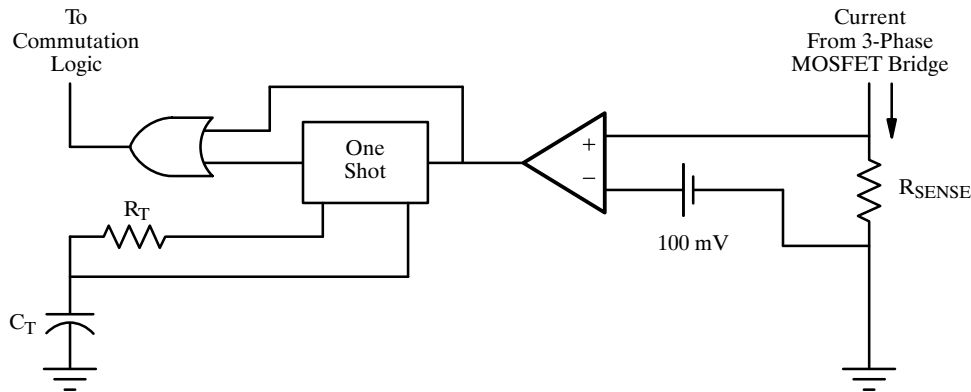 To
Commutation
Logic
Current
From 3-Phase
MOSFET Bridge
One
Shot
+
−
R_T
R_SENSE
100 mV
C_T